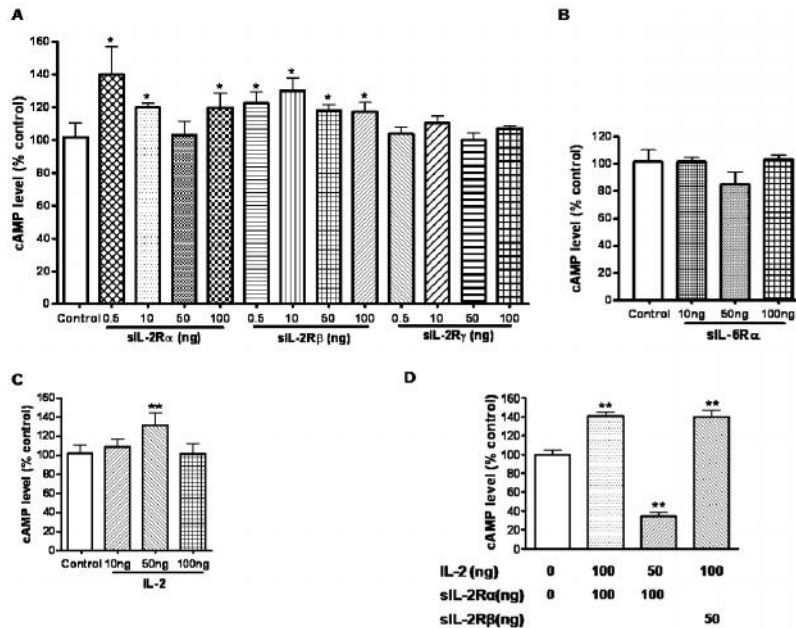 A
cAMP level (% control)
160
140
120
100
80
60
40
20
0
* * * * * * *
Control 0.5 10 50 100 0.5 10 50 100 0.5 10 50 100
sIL-2Rα (ng) sIL-2Rβ (ng) sIL-2Rγ (ng)
B
cAMP level (% control)
120
100
80
60
40
20
0
Control 10ng 50ng 100ng
sIL-6Rα
C
cAMP level (% control)
160
140
120
100
80
60
40
20
0
**
Control 10ng 50ng 100ng
IL-2
D
cAMP level (% control)
160
140
120
100
80
60
40
20
0
** ** **
IL-2 (ng) 0 100 50 100
sIL-2Rα(ng) 0 100 100
sIL-2Rβ(ng) 50